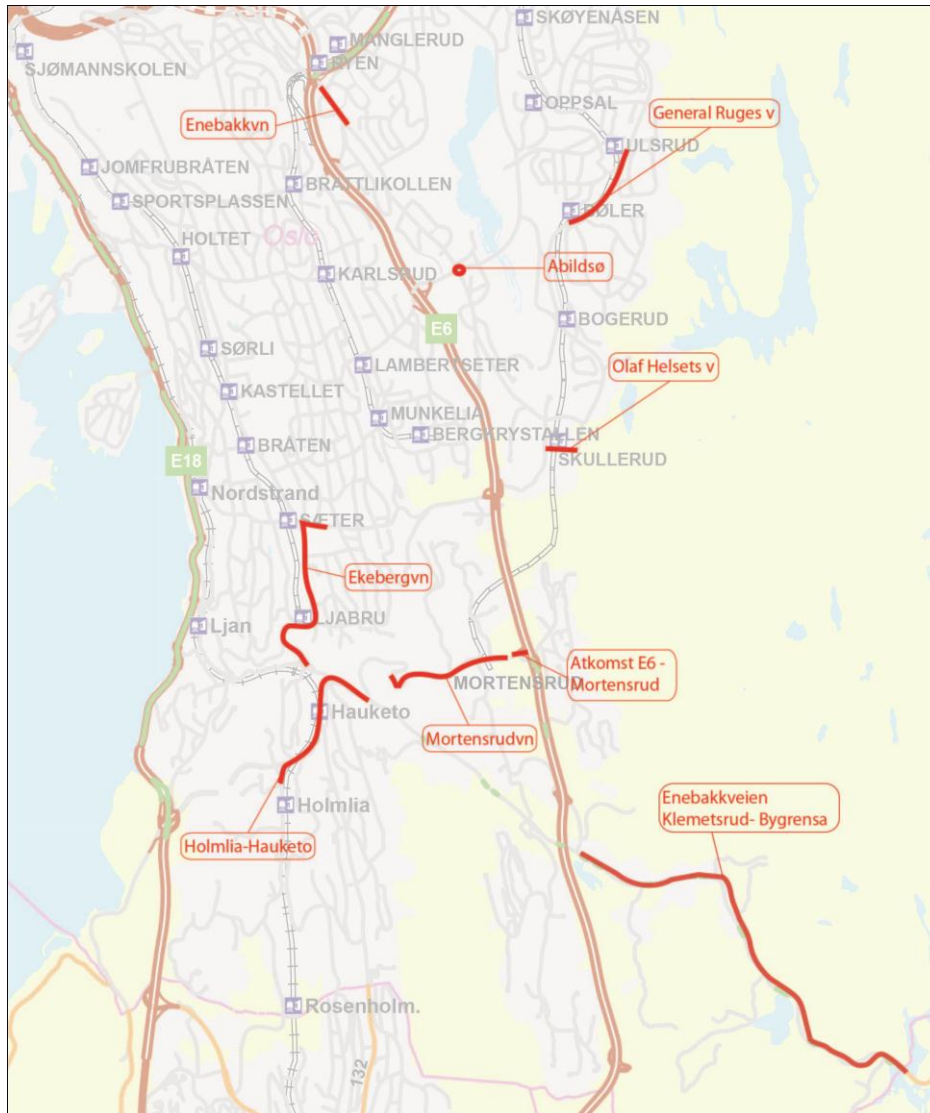 SKØYENÅSEN
MANGLERUD
RYEN
SJØMANNSKOLEN
Enebakkvn
OPPSAL
General Ruges v
ULSRUD
JOMFRUBRÅTEN
BRATTLIKOLLEN
SPORTSPLASSEN
BØLER
HOLTET
Oslo
KARLSRUD
Abildsø
BOGERUD
E6
SØRLI
LAMBERTSETER
Olaf Helsets v
KASTELLET
MUNKELIA
BERGKRYSTALLEN
BRÅTEN
SKULLERUD
E18
Nordstrand
SÆTER
Ekebergvn
LJABRU
Ljan
Atkomst E6 -
Mortensrud
MORTENSRUD
Hauketo
Mortensrudvn
Holmlia
Enebakkveien
Klemetsrud- Bygrensa
Holmlia-Hauketo
Rosenholm.
132